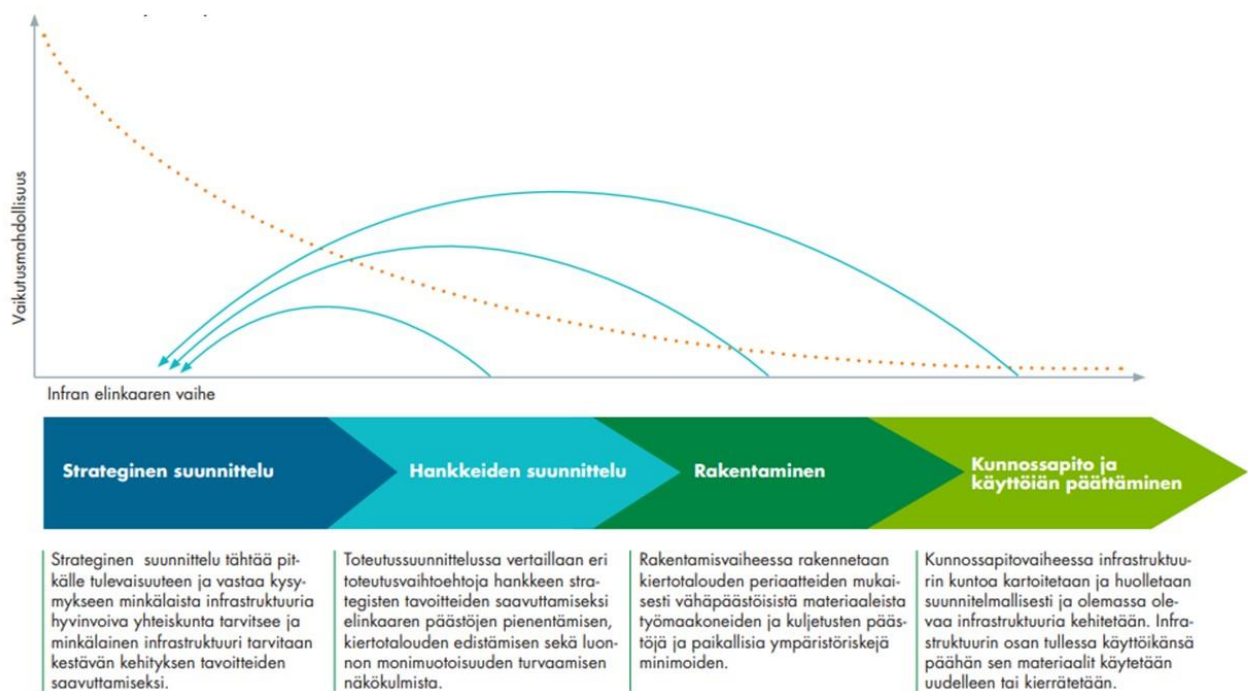 Vaikutusmahdollisuus
Infran elinkaaren vaihe
Strateginen suunnittelu
Hankkeiden suunnittelu
Rakentaminen
Kunnossapito ja
käyttöiän päättäminen
Strateginen suunnittelu tähtää pit-
källe tulevaisuuteen ja vastaa kysy-
mykseen minkälaista infrastruktuuria
hyvinvoiva yhteiskunta tarvitsee ja
minkälainen infrastruktuuri tarvitaan
kestävän kehityksen tavoitteiden
saavuttamiseksi.
Toteutussuunnittelussa vertaillaan eri
toteutusvaihtoehtoja hankkeen stra-
tegisten tavoitteiden saavuttamiseksi
elinkaaren päästöjen pienentämisen,
kiertotalouden edistämisen sekä luon-
non monimuotoisuuden turvaamisen
näkökulmista.
Rakentamisvaiheessa rakennetaan
kiertotalouden periaatteiden mukai-
sesti vähäpäästöisistä materiaaleista
työmaakoneiden ja kuljetusten pääs-
töjä ja paikallisia ympäristöriskejä
minimoiden.
Kunnossapitovaiheessa infrastruktuu-
rin kuntoa kartoitetaan ja huolletaan
suunnitelmallisesti ja olemassa ole-
vaa infrastruktuuria kehitetään. Infra-
struktuurin osan tullessa käyttöikänsä
päähän sen materiaalit käytetään
uudelleen tai kierrätetään.